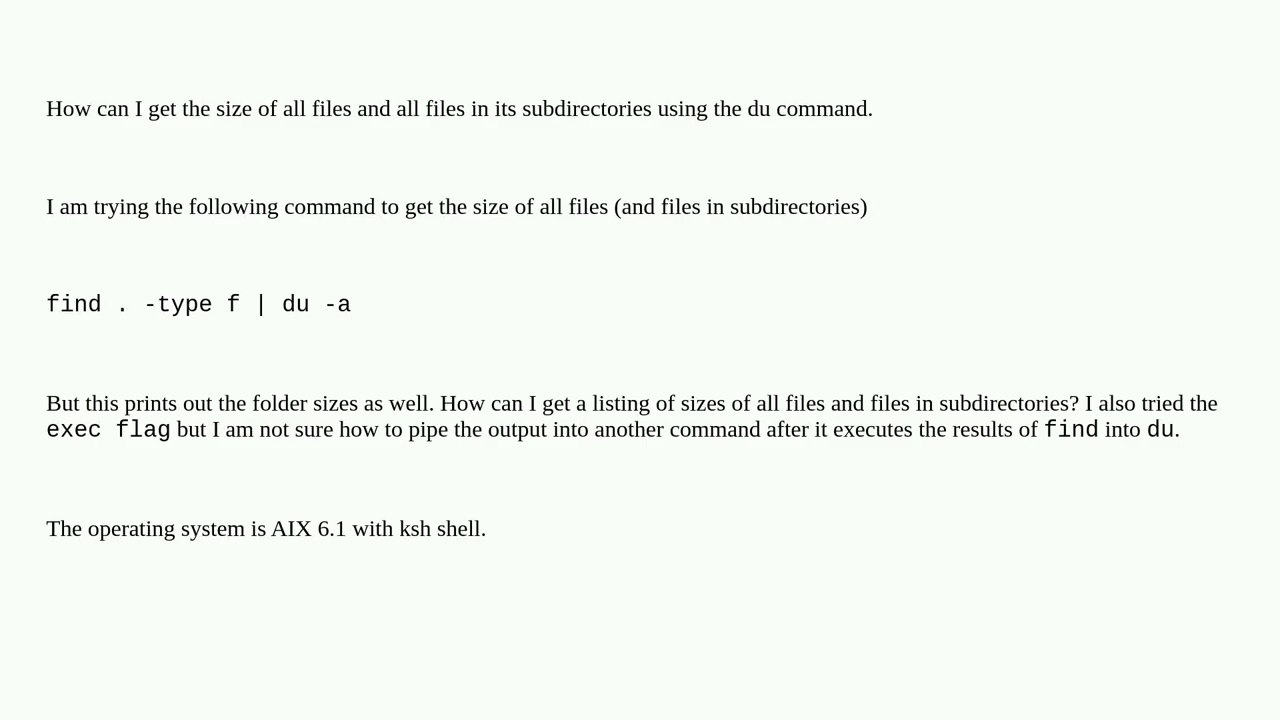 How can I get the size of all files and all files in its subdirectories using the du command.
I am trying the following command to get the size of all files (and files in subdirectories)
find . -type f | du -a
But this prints out the folder sizes as well. How can I get a listing of sizes of all files and files in subdirectories? I also tried the
exec flag but I am not sure how to pipe the output into another command after it executes the results of find into du.
The operating system is AIX 6.1 with ksh shell.